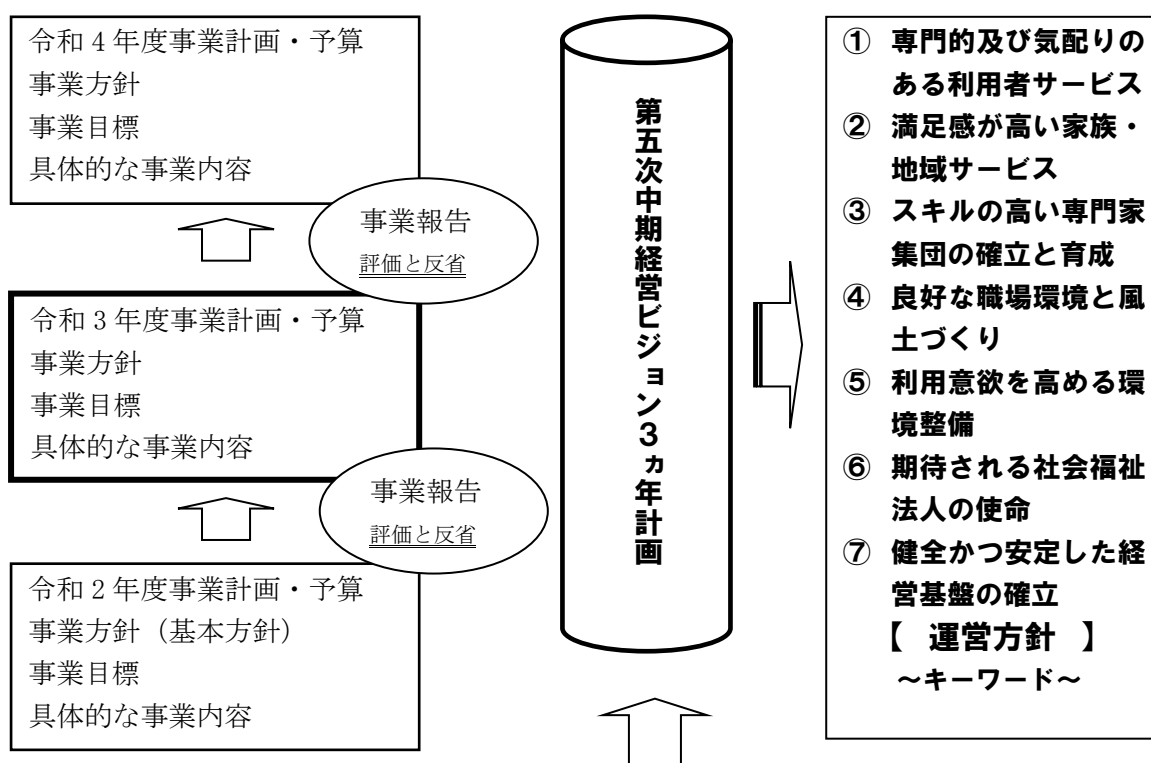 令和４年度事業計画・予算
事業方針
事業目標
具体的な事業内容
事業報告
評価と反省
令和３年度事業計画・予算
事業方針
事業目標
具体的な事業内容
事業報告
評価と反省
令和２年度事業計画・予算
事業方針（基本方針）
事業目標
具体的な事業内容
第五次中期経営ビジョン３ヵ年計画
① 専門的及び気配りの
ある利用者サービス
② 満足感が高い家族・
地域サービス
③ スキルの高い専門家
集団の確立と育成
④ 良好な職場環境と風
土づくり
⑤ 利用意欲を高める環
境整備
⑥ 期待される社会福祉
法人の使命
⑦ 健全かつ安定した経
営基盤の確立
【 運営方針 】
～キーワード～